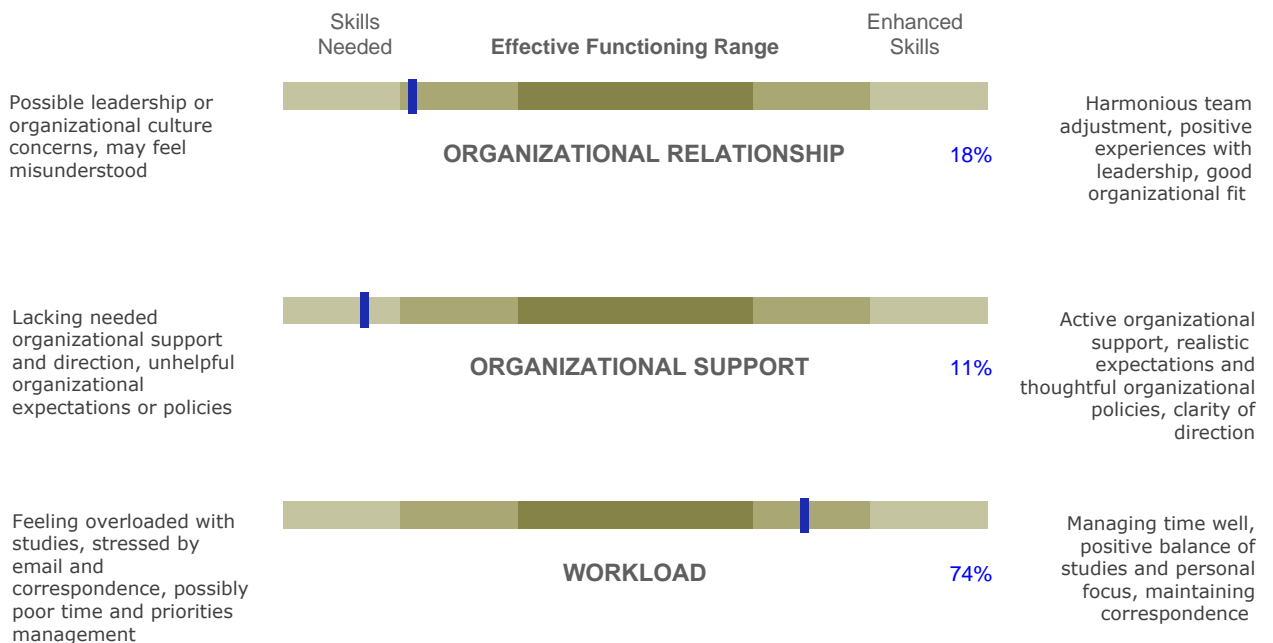 Skills
Needed
Effective Functioning Range
Enhanced
Skills
Possible leadership or
organizational culture
concerns, may feel
misunderstood
ORGANIZATIONAL RELATIONSHIP
18%
Harmonious team
adjustment, positive
experiences with
leadership, good
organizational fit
Lacking needed
organizational support
and direction, unhelpful
organizational
expectations or policies
ORGANIZATIONAL SUPPORT
11%
Active organizational
support, realistic
expectations and
thoughtful organizational
policies, clarity of
direction
Feeling overloaded with
studies, stressed by
email and
correspondence, possibly
poor time and priorities
management
WORKLOAD
74%
Managing time well,
positive balance of
studies and personal
focus, maintaining
correspondence